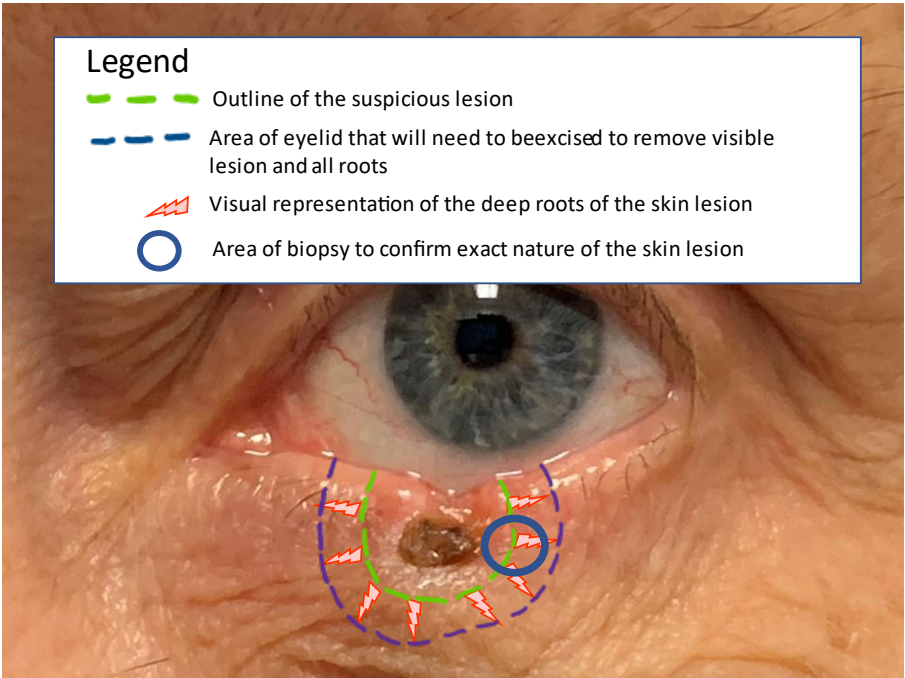 Legend
Outline of the suspicious lesion
Area of eyelid that will need to beexcised to remove visible
lesion and all roots
Visual representation of the deep roots of the skin lesion
Area of biopsy to confirm exact nature of the skin lesion